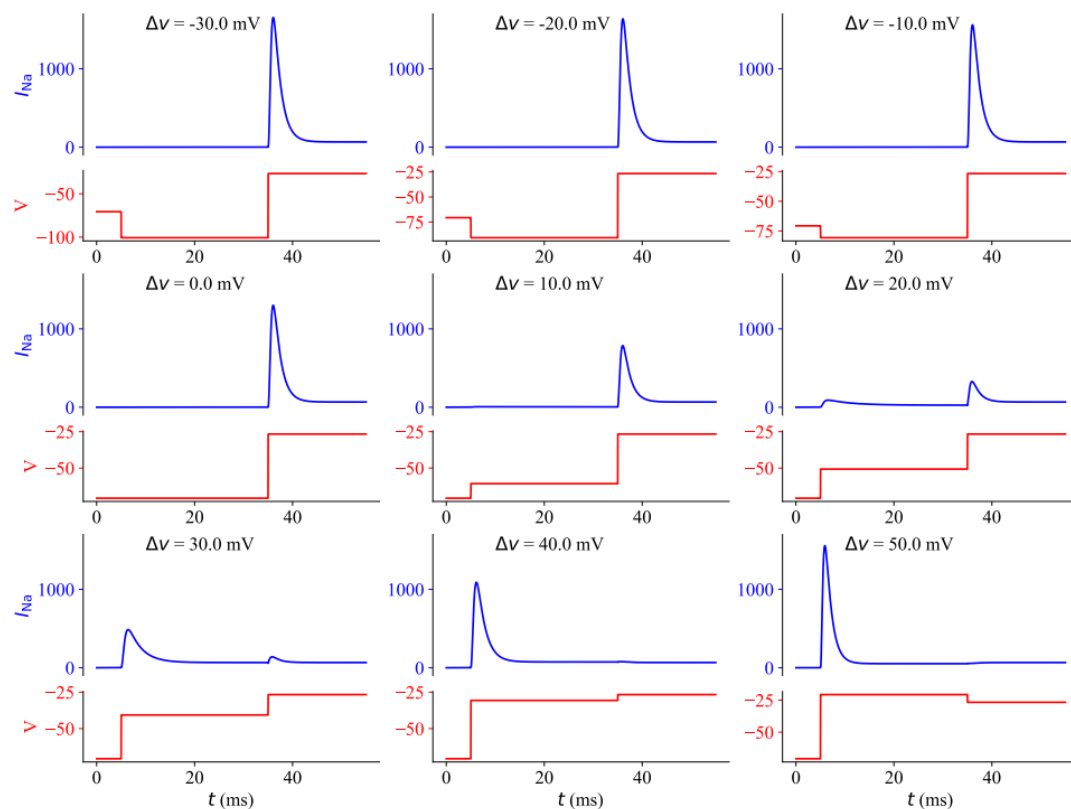 Δv = -30.0 mV
Δv = -20.0 mV
Δv = -10.0 mV
I_Na
1000
1000
1000
0
0
0
V
−50
−100
−25
−50
−75
−25
−50
−75
0 20 40
0 20 40
0 20 40
Δv = 0.0 mV
Δv = 10.0 mV
Δv = 20.0 mV
I_Na
1000
1000
1000
0
0
0
V
−25
−50
−25
−50
−25
−50
0 20 40
0 20 40
0 20 40
Δv = 30.0 mV
Δv = 40.0 mV
Δv = 50.0 mV
I_Na
1000
1000
1000
0
0
0
V
−25
−50
−25
−50
−25
−50
0 20 40
0 20 40
0 20 40
t (ms)
t (ms)
t (ms)